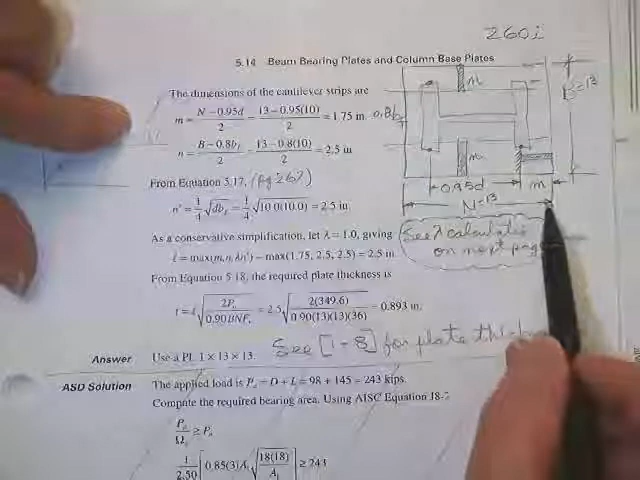 260i
5.14 Beam Bearing Plates and Column Base Plates
The dimensions of the cantilever strips are
m = N − 0.95d / 2 = 13 − 0.95(10) / 2 = 1.75 in.
n = B − 0.8b_f / 2 = 13 − 0.8(10) / 2 = 2.5 in
0.8b_f
m
B=13
m
0.95d
m
N=13
From Equation 5.17, (Pg 267)
n' = 1/4 √db_f = 1/4 √10.0(10.0) = 2.5 in
As a conservative simplification, let λ = 1.0, giving
ℓ = max(m, n, λn') = max(1.75, 2.5, 2.5) = 2.5 in
See λ calculatio
on next pag
From Equation 5.18, the required plate thickness is
t = ℓ √2P_u / 0.90BNF_y = 2.5 √2(349.6) / 0.90(13)(13)(36) = 0.893 in.
Answer Use a PL 1 × 13 × 13. See [1-8] for plate thickn
ASD Solution The applied load is P_a = D + L = 98 + 145 = 243 kips.
Compute the required bearing area. Using AISC Equation J8-2
P_p / Ω_c ≥ P_a
1/2.50 [0.85(3)A_1 √18(18) / A_1 ] ≥ 243